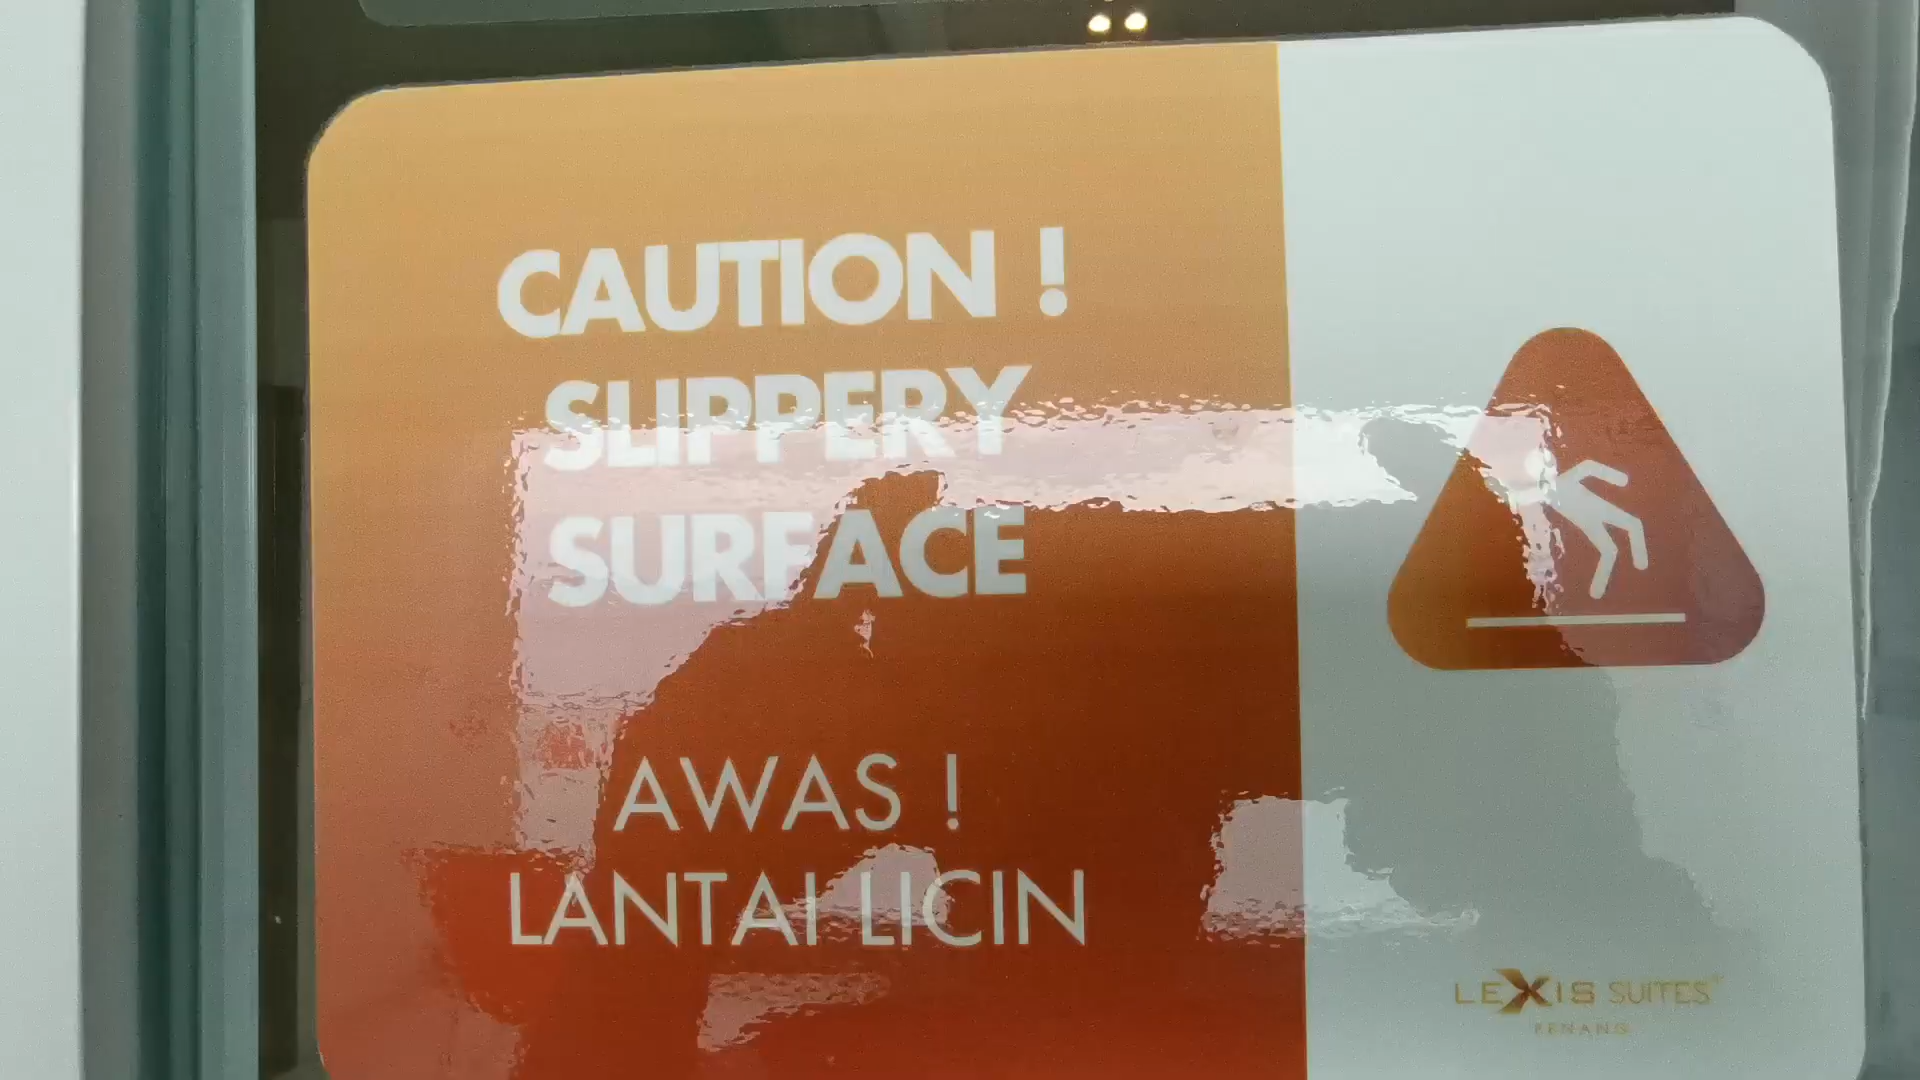 CAUTION !
SLIPPERY
SURFACE
AWAS !
LANTAI LICIN
LEXIS SUITES
PENANG